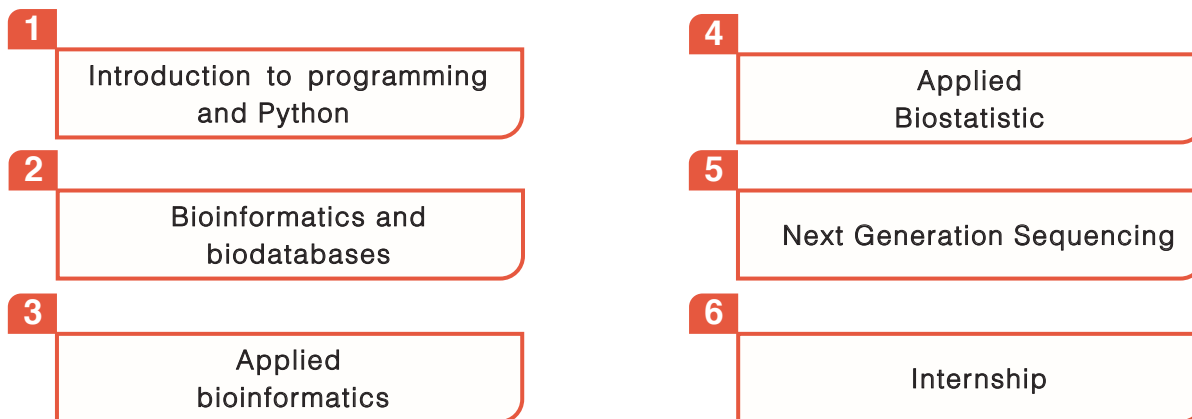 1
Introduction to programming
and Python
2
Bioinformatics and
biodatabases
3
Applied
bioinformatics
4
Applied
Biostatistic
5
Next Generation Sequencing
6
Internship